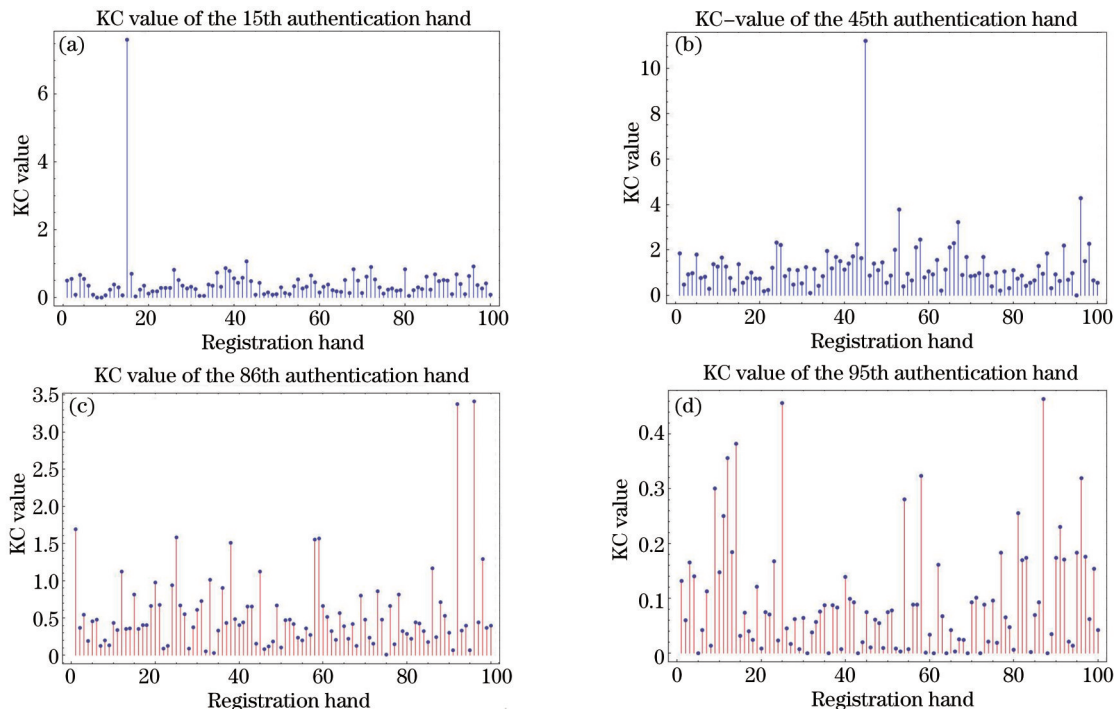 KC value of the 15th authentication hand
(a)
KC value
6
4
2
0
0 20 40 60 80 100
Registration hand
KC−value of the 45th authentication hand
(b)
KC value
10
8
6
4
2
0
0 20 40 60 80 100
Registration hand
KC value of the 86th authentication hand
(c)
KC value
3.5
3.0
2.5
2.0
1.5
1.0
0.5
0
0 20 40 60 80 100
Registration hand
KC value of the 95th authentication hand
(d)
KC value
0.4
0.3
0.2
0.1
0
0 20 40 60 80 100
Registration hand